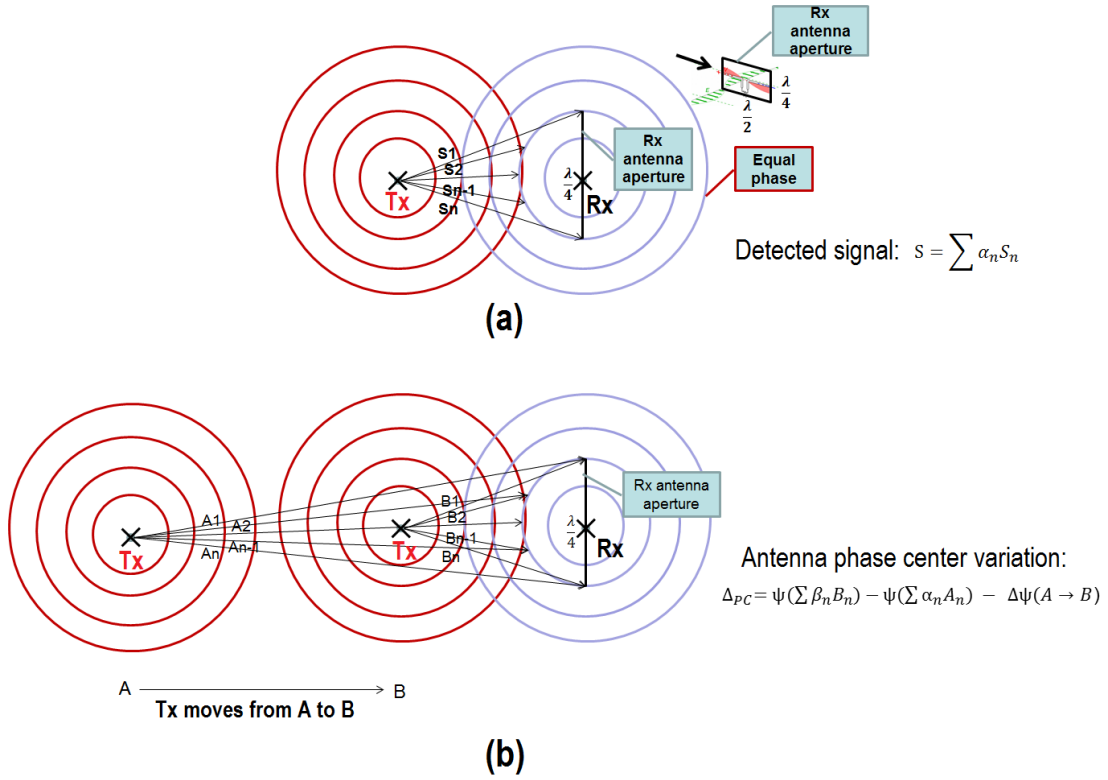 Rx
antenna
aperture
λ
4
λ
2
S1
S2
Sn-1
Sn
Tx
Rx
antenna
aperture
λ
4
Rx
Equal
phase
Detected signal: S = ∑ αₙSₙ
(a)
A1
A2
An-1
An
Tx
B1
B2
Bn-1
Bn
Tx
Rx antenna
aperture
λ
4
Rx
Antenna phase center variation:
Δ_PC = ψ(∑ βₙBₙ) − ψ(∑ αₙAₙ) − Δψ(A → B)
A
B
Tx moves from A to B
(b)